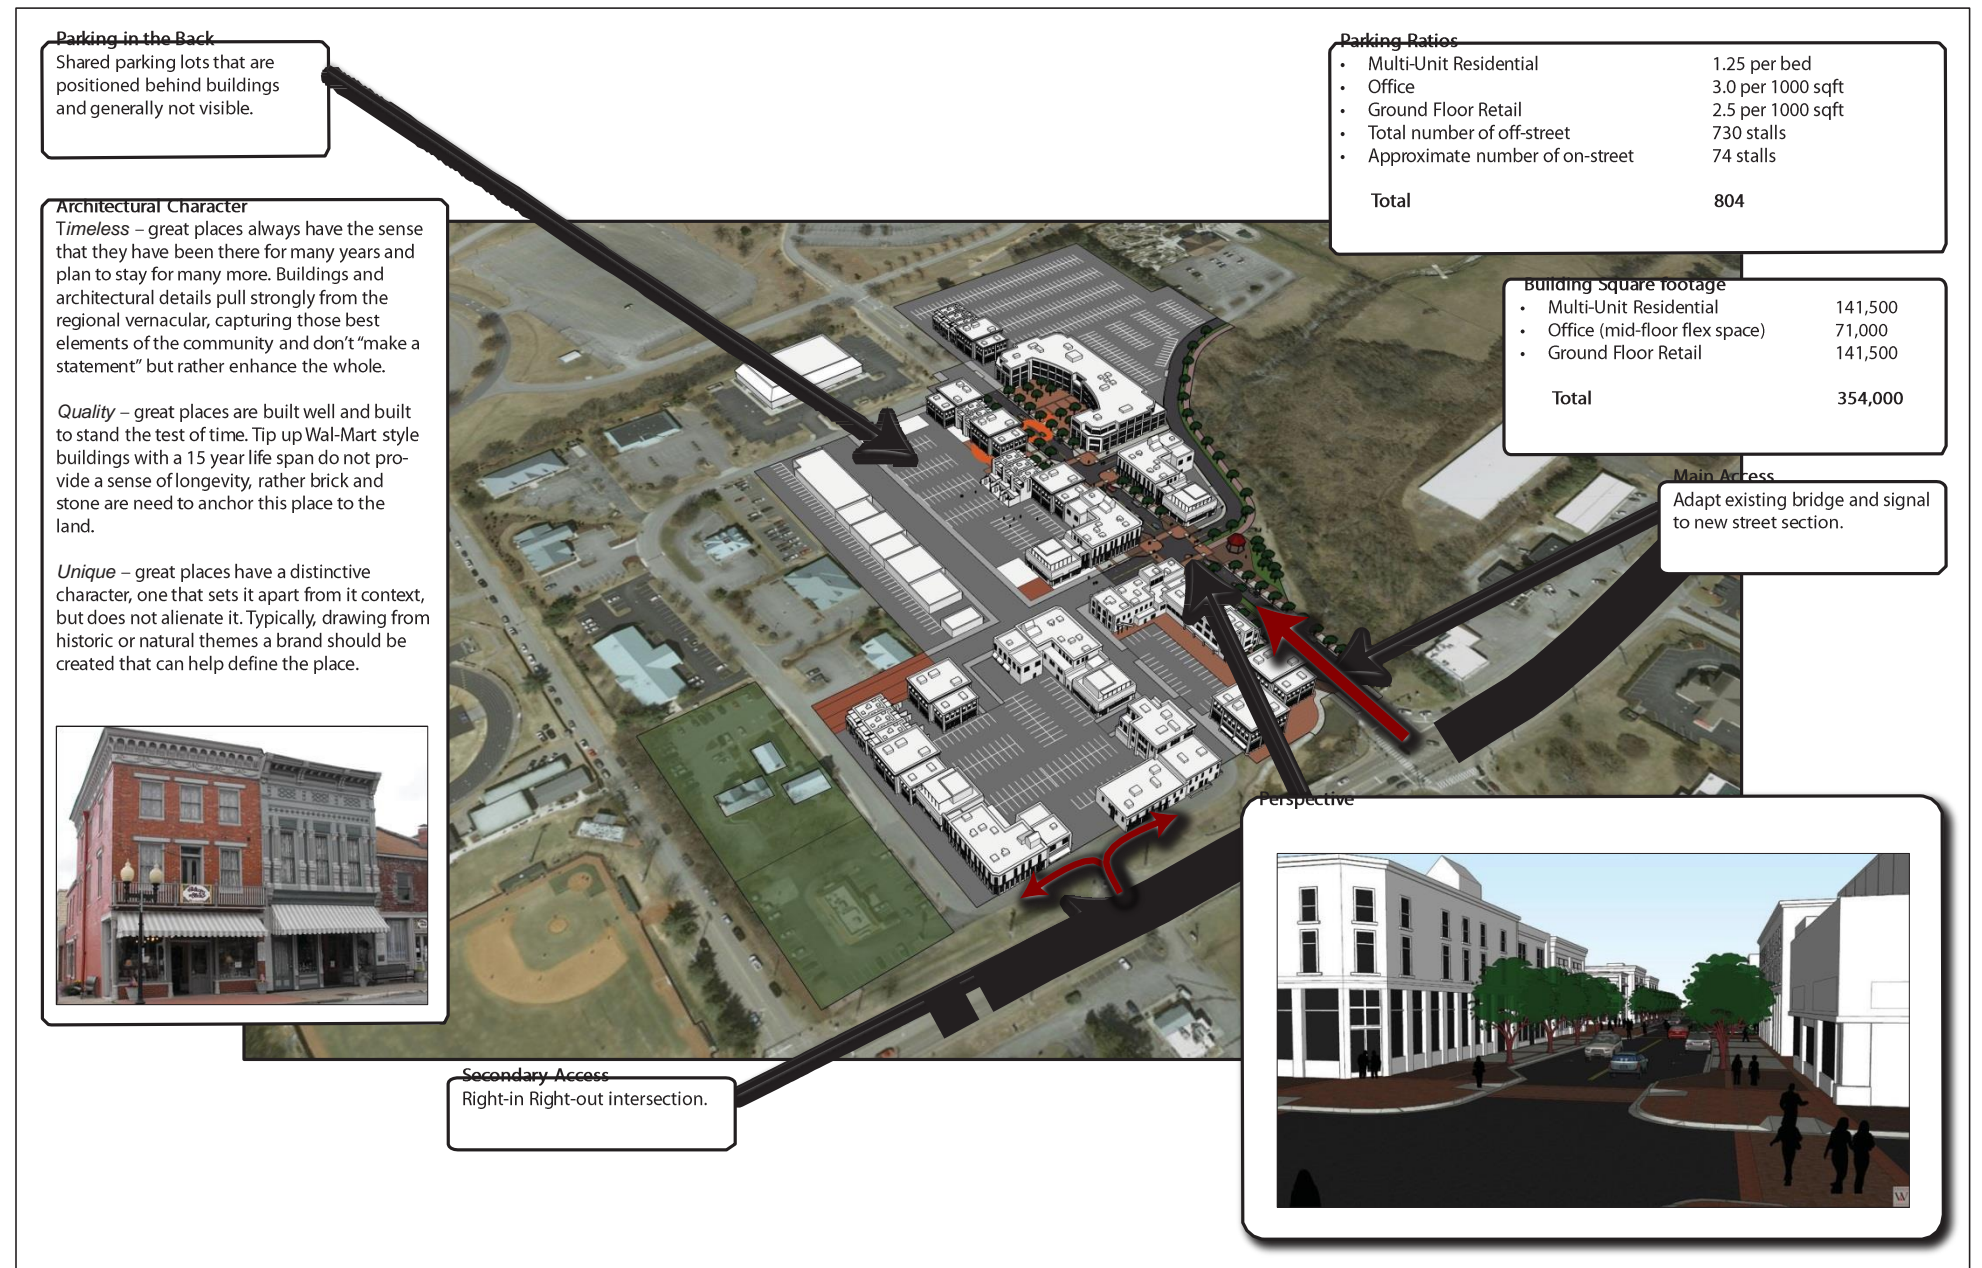 Parking in the Back
Shared parking lots that are
positioned behind buildings
and generally not visible.
Architectural Character
Timeless – great places always have the sense
that they have been there for many years and
plan to stay for many more. Buildings and
architectural details pull strongly from the
regional vernacular, capturing those best
elements of the community and don't “make a
statement” but rather enhance the whole.
Quality – great places are built well and built
to stand the test of time. Tip up Wal-Mart style
buildings with a 15 year life span do not pro-
vide a sense of longevity, rather brick and
stone are need to anchor this place to the
land.
Unique – great places have a distinctive
character, one that sets it apart from it context,
but does not alienate it. Typically, drawing from
historic or natural themes a brand should be
created that can help define the place.
Parking Ratios
• Multi-Unit Residential 1.25 per bed
• Office 3.0 per 1000 sqft
• Ground Floor Retail 2.5 per 1000 sqft
• Total number of off-street 730 stalls
• Approximate number of on-street 74 stalls
Total 804
Building Square footage
• Multi-Unit Residential 141,500
• Office (mid-floor flex space) 71,000
• Ground Floor Retail 141,500
Total 354,000
Main Access
Adapt existing bridge and signal
to new street section.
Perspective
Secondary Access
Right-in Right-out intersection.